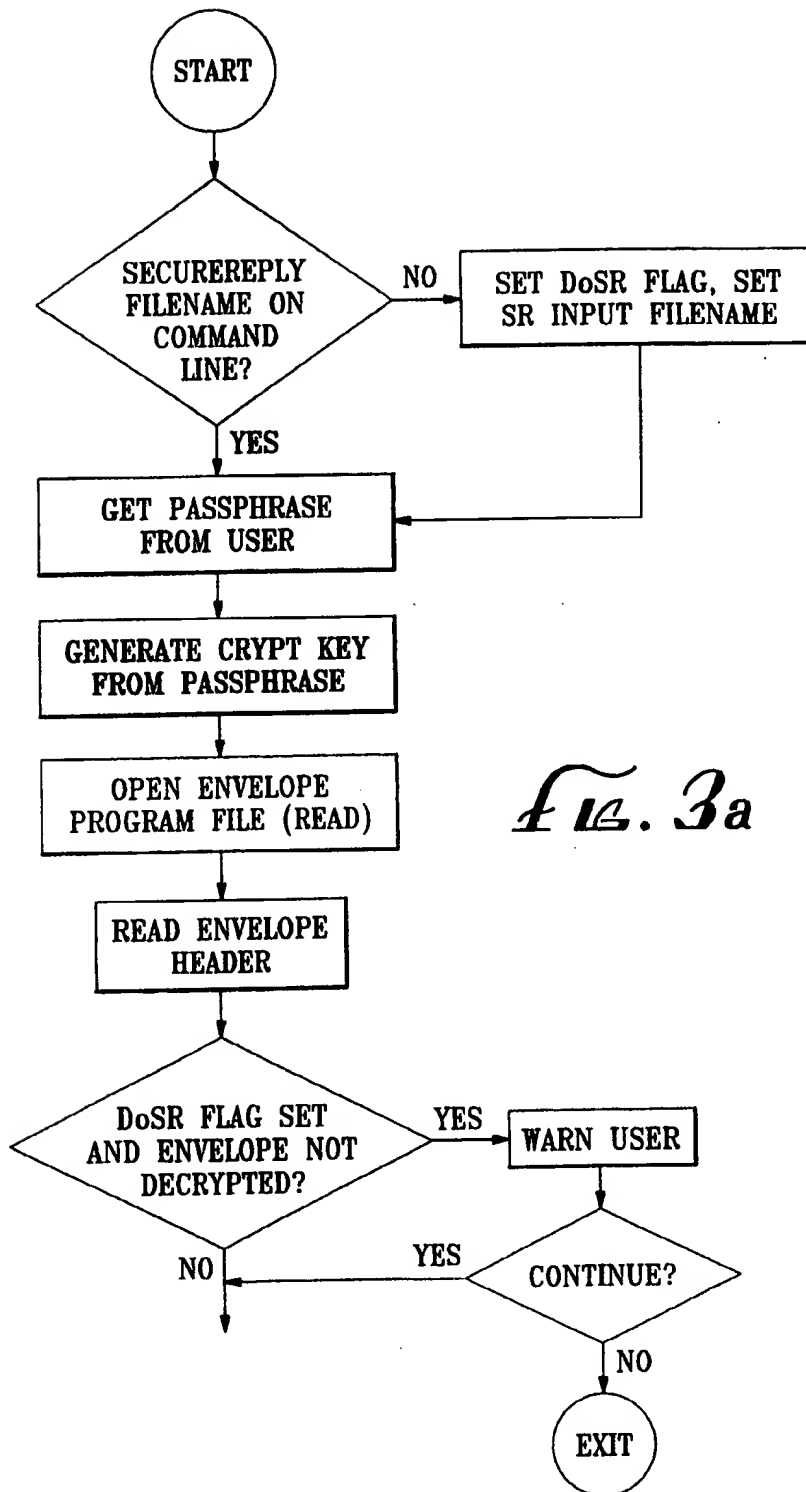 START
SECUREREPLY
FILENAME ON
COMMAND
LINE?
NO
SET DoSR FLAG, SET
SR INPUT FILENAME
YES
GET PASSPHRASE
FROM USER
GENERATE CRYPT KEY
FROM PASSPHRASE
OPEN ENVELOPE
PROGRAM FILE (READ)
FIG. 3a
READ ENVELOPE
HEADER
DoSR FLAG SET
AND ENVELOPE NOT
DECRYPTED?
YES
WARN USER
NO
YES
CONTINUE?
NO
EXIT